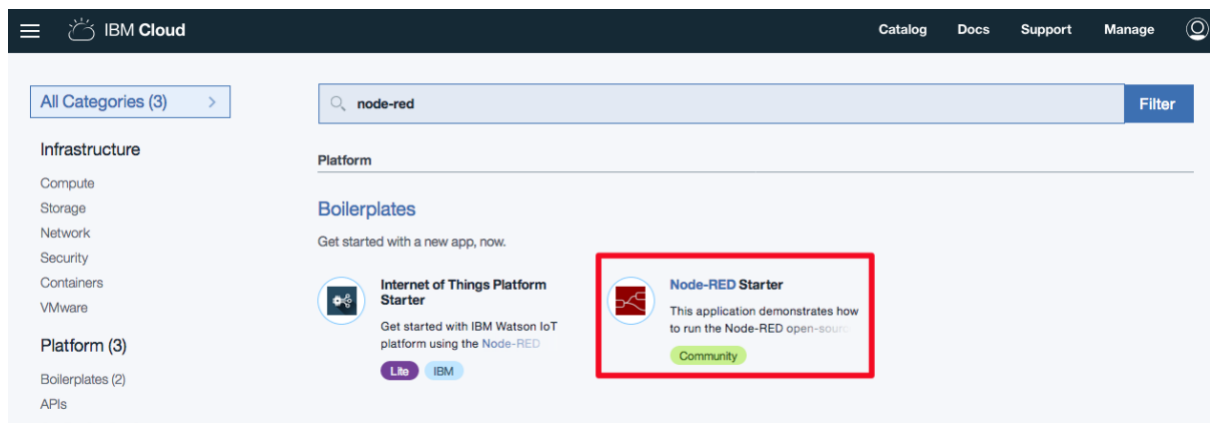 IBM Cloud
Catalog Docs Support Manage
All Categories (3)
node-red
Filter
Infrastructure
Compute
Storage
Network
Security
Containers
VMware
Platform (3)
Boilerplates (2)
APIs
Platform
Boilerplates
Get started with a new app, now.
Internet of Things Platform
Starter
Get started with IBM Watson IoT
platform using the Node-RED
Lite IBM
Node-RED Starter
This application demonstrates how
to run the Node-RED open-sourc
Community